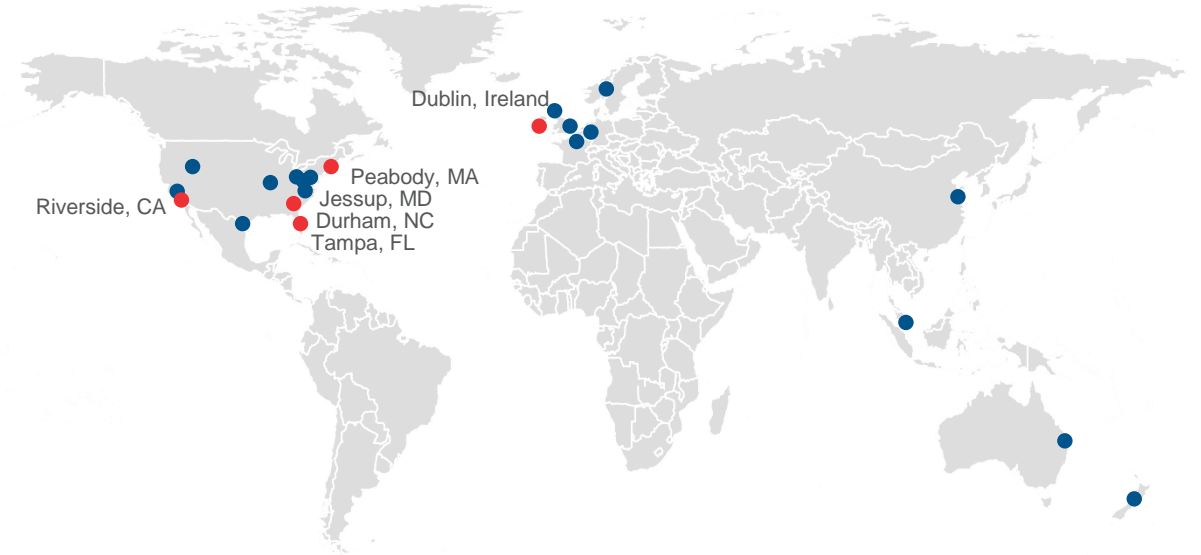 Dublin, Ireland
Peabody, MA
Riverside, CA
Jessup, MD
Durham, NC
Tampa, FL